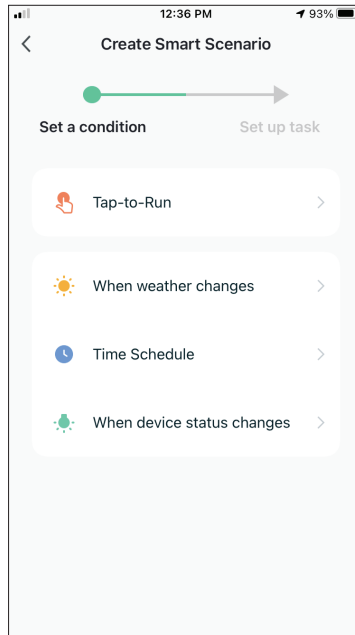 12:36 PM
93%
Create Smart Scenario
Set a condition
Set up task
Tap-to-Run
When weather changes
Time Schedule
When device status changes